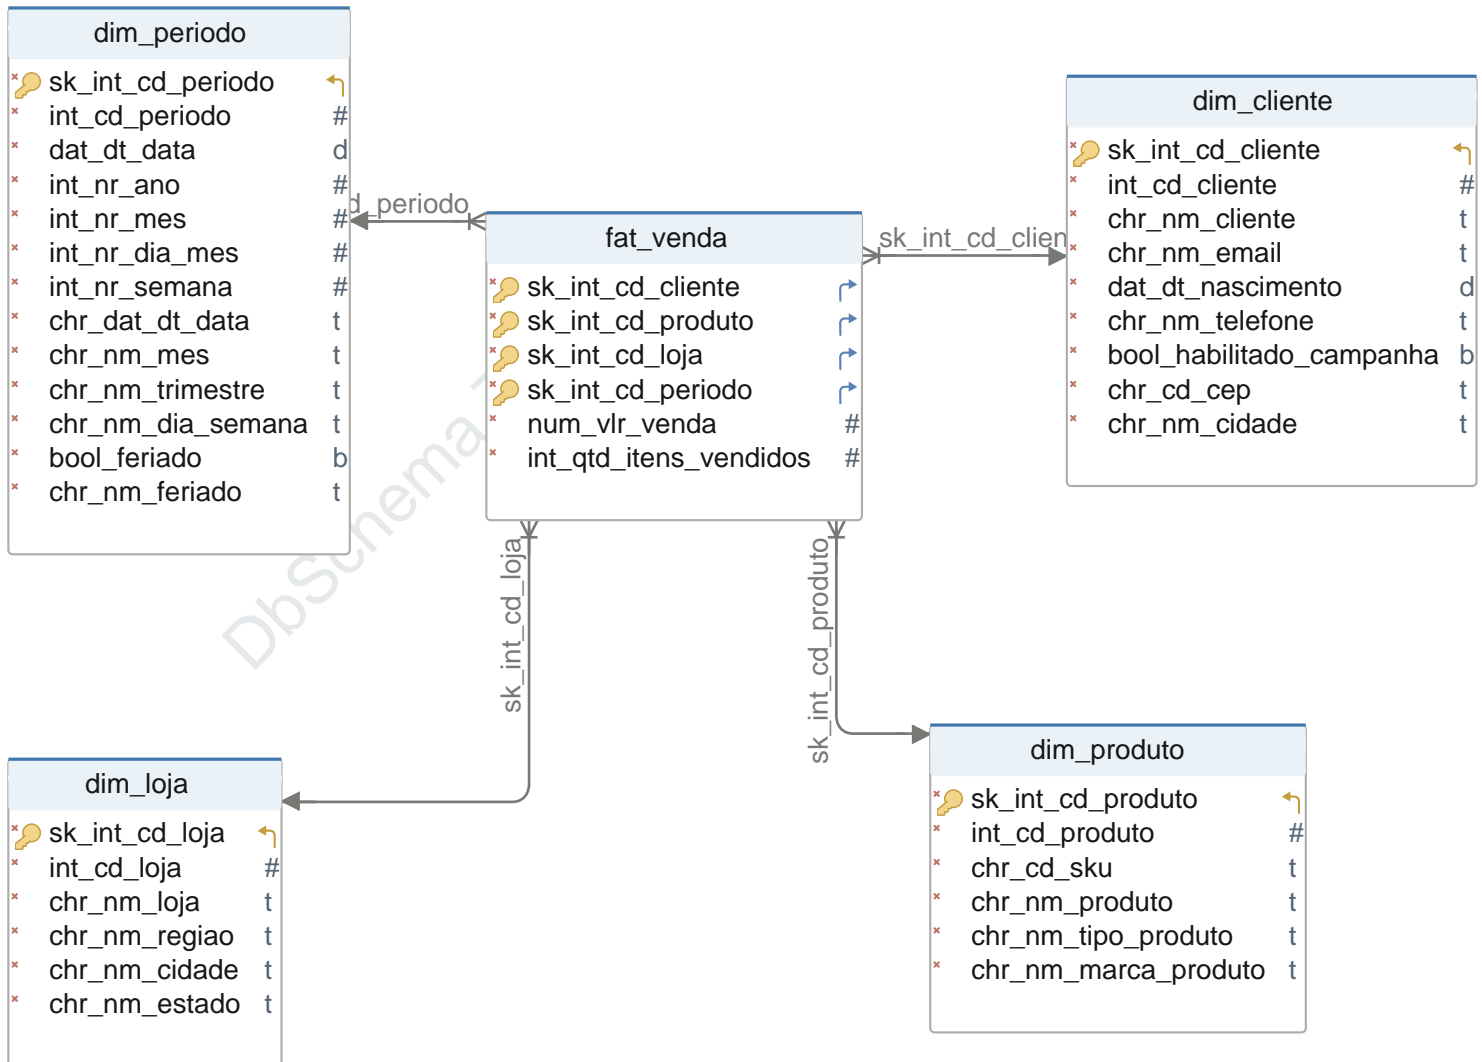 dim_periodo
sk_int_cd_periodo
int_cd_periodo #
dat_dt_data d
int_nr_ano #
int_nr_mes #
int_nr_dia_mes #
int_nr_semana #
chr_dat_dt_data t
chr_nm_mes t
chr_nm_trimestre t
chr_nm_dia_semana t
bool_feriado b
chr_nm_feriado t
d_periodo
fat_venda
sk_int_cd_cliente
sk_int_cd_produto
sk_int_cd_loja
sk_int_cd_periodo
num_vlr_venda #
int_qtd_itens_vendidos #
sk_int_cd_clien
dim_cliente
sk_int_cd_cliente
int_cd_cliente #
chr_nm_cliente t
chr_nm_email t
dat_dt_nascimento d
chr_nm_telefone t
bool_habilitado_campanha b
chr_cd_cep t
chr_nm_cidade t
DbSchema
sk_int_cd_loja
sk_int_cd_produto
dim_loja
sk_int_cd_loja
int_cd_loja #
chr_nm_loja t
chr_nm_regiao t
chr_nm_cidade t
chr_nm_estado t
dim_produto
sk_int_cd_produto
int_cd_produto #
chr_cd_sku t
chr_nm_produto t
chr_nm_tipo_produto t
chr_nm_marca_produto t